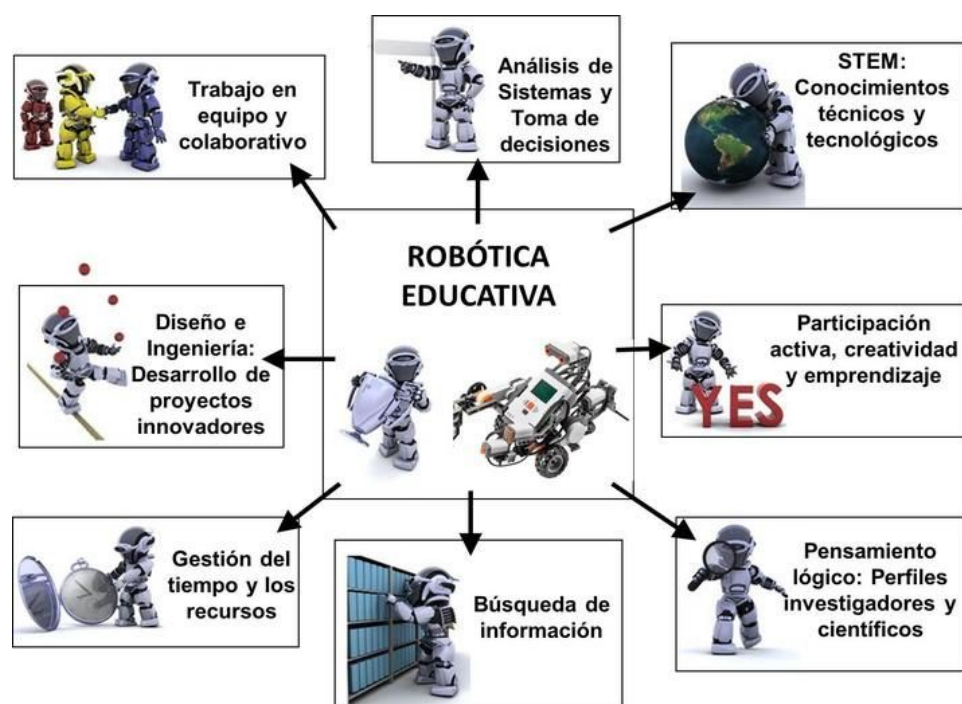 Trabajo en
equipo y
colaborativo
Análisis de
Sistemas y
Toma de
decisiones
STEM:
Conocimientos
técnicos y
tecnológicos
ROBÓTICA
EDUCATIVA
Diseño e
Ingeniería:
Desarrollo de
proyectos
innovadores
Participación
activa, creatividad
y emprendizaje
YES
Gestión del
tiempo y los
recursos
Búsqueda de
información
Pensamiento
lógico: Perfiles
investigadores y
científicos